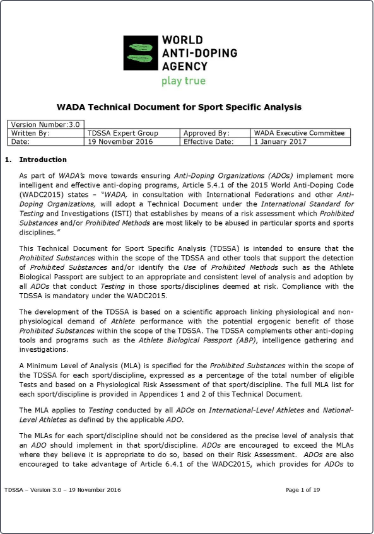 WORLD
ANTI-DOPING
AGENCY
play true
WADA Technical Document for Sport Specific Analysis
Version Number:3.0
Written By: TDSSA Expert Group Approved By: WADA Executive Committee
Date: 19 November 2016 Effective Date: 1 January 2017
1. Introduction
As part of WADA's move towards ensuring Anti-Doping Organizations (ADOs) implement more
intelligent and effective anti-doping programs, Article 5.4.1 of the 2015 World Anti-Doping Code
(WADC2015) states – "WADA, in consultation with International Federations and other Anti-
Doping Organizations, will adopt a Technical Document under the International Standard for
Testing and Investigations (ISTI) that establishes by means of a risk assessment which Prohibited
Substances and/or Prohibited Methods are most likely to be abused in particular sports and sports
disciplines."
This Technical Document for Sport Specific Analysis (TDSSA) is intended to ensure that the
Prohibited Substances within the scope of the TDSSA and other tools that support the detection
of Prohibited Substances and/or identify the Use of Prohibited Methods such as the Athlete
Biological Passport are subject to an appropriate and consistent level of analysis and adoption by
all ADOs that conduct Testing in those sports/disciplines deemed at risk. Compliance with the
TDSSA is mandatory under the WADC2015.
The development of the TDSSA is based on a scientific approach linking physiological and non-
physiological demand of Athlete performance with the potential ergogenic benefit of those
Prohibited Substances within the scope of the TDSSA. The TDSSA complements other anti-doping
tools and programs such as the Athlete Biological Passport (ABP), intelligence gathering and
investigations.
A Minimum Level of Analysis (MLA) is specified for the Prohibited Substances within the scope of
the TDSSA for each sport/discipline, expressed as a percentage of the total number of eligible
Tests and based on a Physiological Risk Assessment of that sport/discipline. The full MLA list for
each sport/discipline is provided in Appendices 1 and 2 of this Technical Document.
The MLA applies to Testing conducted by all ADOs on International-Level Athletes and National-
Level Athletes as defined by the applicable ADO.
The MLAs for each sport/discipline should not be considered as the precise level of analysis that
an ADO should implement in that sport/discipline. ADOs are encouraged to exceed the MLAs
where they believe it is appropriate to do so, based on their Risk Assessment. ADOs are also
encouraged to take advantage of Article 6.4.1 of the WADC2015, which provides for ADOs to
TDSSA – Version 3.0 – 19 November 2016 Page 1 of 19